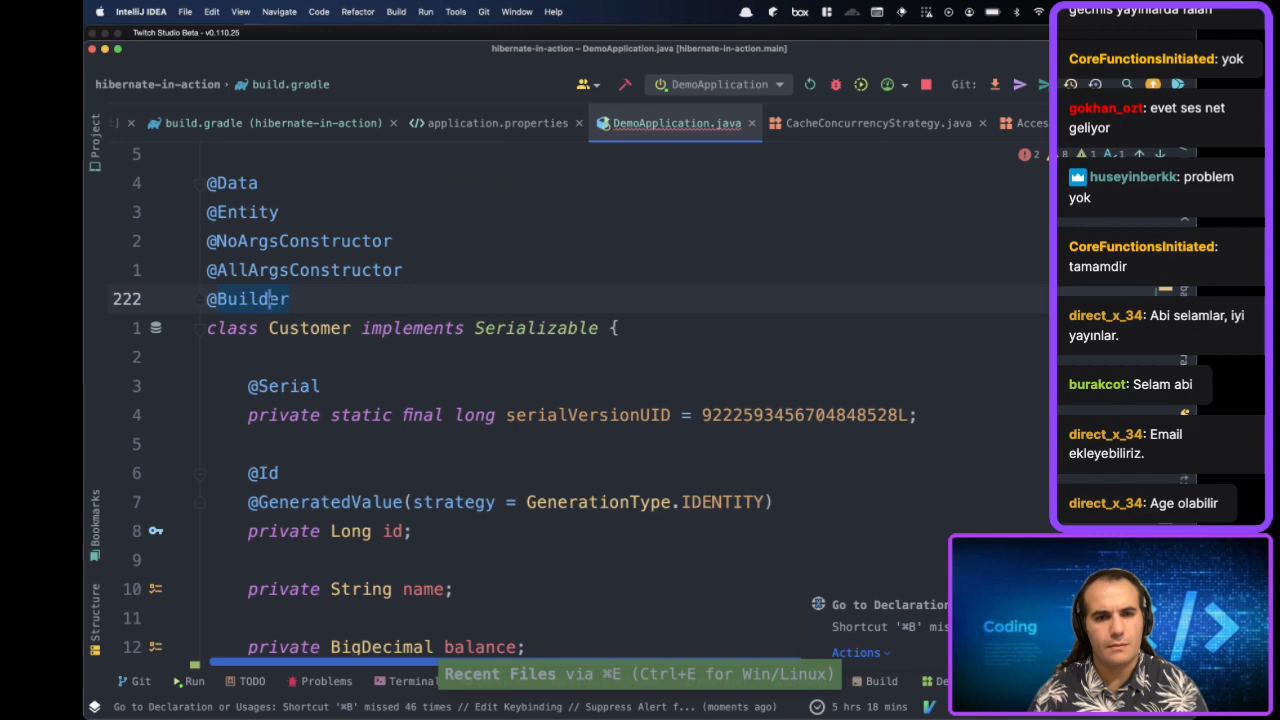 IntelliJ IDEA File Edit View Navigate Code Refactor Build Run Tools Git Window Help
Twitch Studio Beta - v0.110.25
hibernate-in-action – DemoApplication.java [hibernate-in-action.main]
hibernate-in-action build.gradle DemoApplication Git:
build.gradle (hibernate-in-action) application.properties DemoApplication.java CacheConcurrencyStrategy.java Acces
Project
2 8 1
5
4 @Data
3 @Entity
2 @NoArgsConstructor
1 @AllArgsConstructor
222 @Builder
1 class Customer implements Serializable {
2
3 @Serial
4 private static final long serialVersionUID = 9222593456704848528L;
5
6 @Id
7 @GeneratedValue(strategy = GenerationType.IDENTITY)
8 private Long id;
9
10 private String name;
11
12 private BigDecimal balance;
Bookmarks
Structure
Go to Declaration
Shortcut '⌘B' mis
Actions
Recent Files via ⌘E (Ctrl+E for Win/Linux)
Git Run TODO Problems Termina Build De
Go to Declaration or Usages: Shortcut '⌘B' missed 46 times // Edit Keybinding // Suppress Alert f... (moments ago) 5 hrs 18 mins
geçmiş yayınlarda falan
CoreFunctionsInitiated: yok
gokhan_ozt: evet ses net
geliyor
huseyinberkk: problem
yok
CoreFunctionsInitiated:
tamamdir
direct_x_34: Abi selamlar, iyi
yayınlar.
burakcot: Selam abi
direct_x_34: Email
ekleyebiliriz.
direct_x_34: Age olabilir
Coding